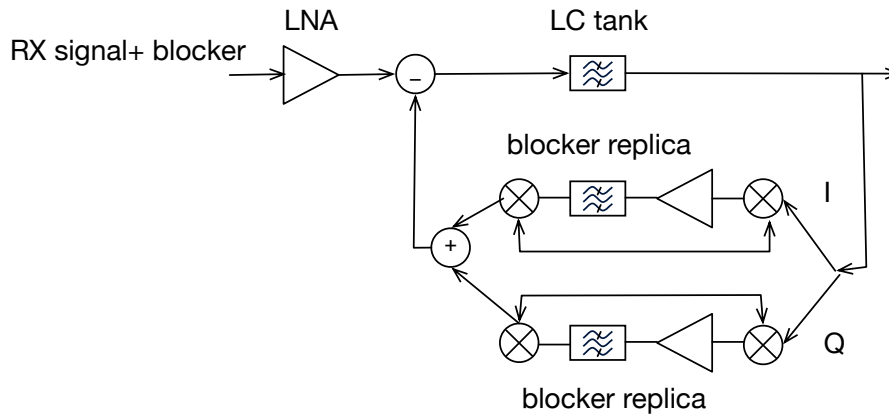 LNA
LC tank
RX signal+ blocker
−
blocker replica
I
+
Q
blocker replica